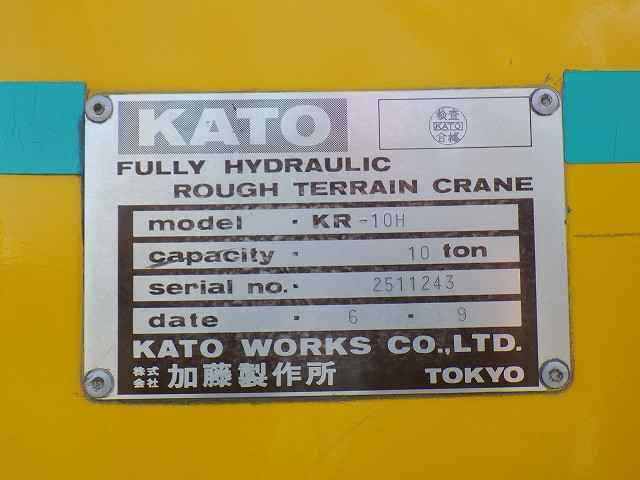 KATO
検査
KATO
合格
FULLY HYDRAULIC
ROUGH TERRAIN CRANE
model · KR-10H
capacity · 10 ton
serial no. · 2511243
date · 6 · 9
KATO WORKS CO.,LTD.
株式会社 加藤製作所 TOKYO